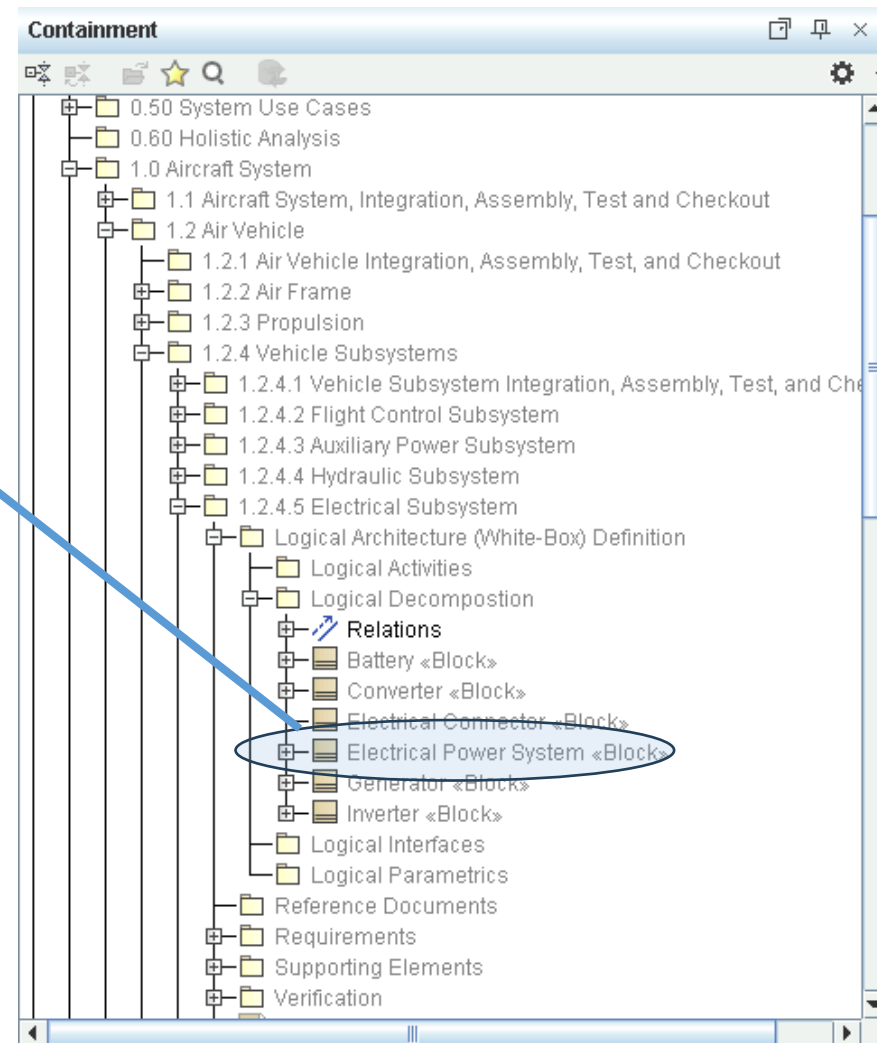 Containment
0.50 System Use Cases
0.60 Holistic Analysis
1.0 Aircraft System
1.1 Aircraft System, Integration, Assembly, Test and Checkout
1.2 Air Vehicle
1.2.1 Air Vehicle Integration, Assembly, Test, and Checkout
1.2.2 Air Frame
1.2.3 Propulsion
1.2.4 Vehicle Subsystems
1.2.4.1 Vehicle Subsystem Integration, Assembly, Test, and Che
1.2.4.2 Flight Control Subsystem
1.2.4.3 Auxiliary Power Subsystem
1.2.4.4 Hydraulic Subsystem
1.2.4.5 Electrical Subsystem
Logical Architecture (White-Box) Definition
Logical Activities
Logical Decompostion
Relations
Battery «Block»
Converter «Block»
Electrical Connector «Block»
Electrical Power System «Block»
Generator «Block»
Inverter «Block»
Logical Interfaces
Logical Parametrics
Reference Documents
Requirements
Supporting Elements
Verification